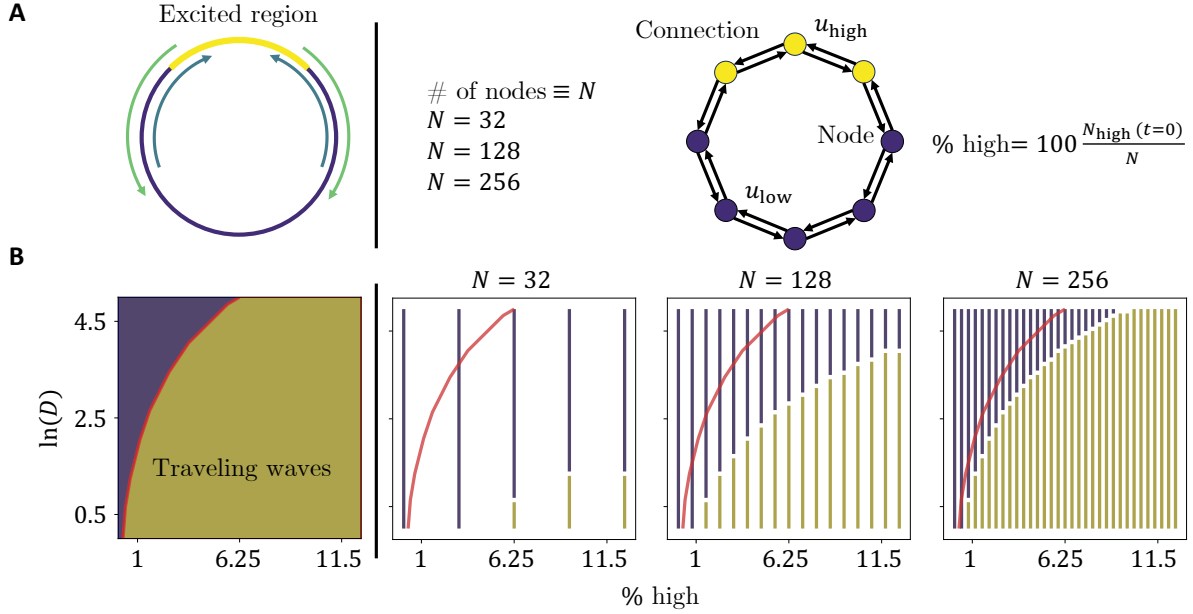 A
Excited region
# of nodes ≡ N
N = 32
N = 128
N = 256
Connection
u_high
Node
u_low
% high= 100 N_high (t=0) / N
B
ln(D)
4.5
2.5
0.5
Traveling waves
1 6.25 11.5
N = 32
1 6.25 11.5
N = 128
1 6.25 11.5
N = 256
1 6.25 11.5
% high